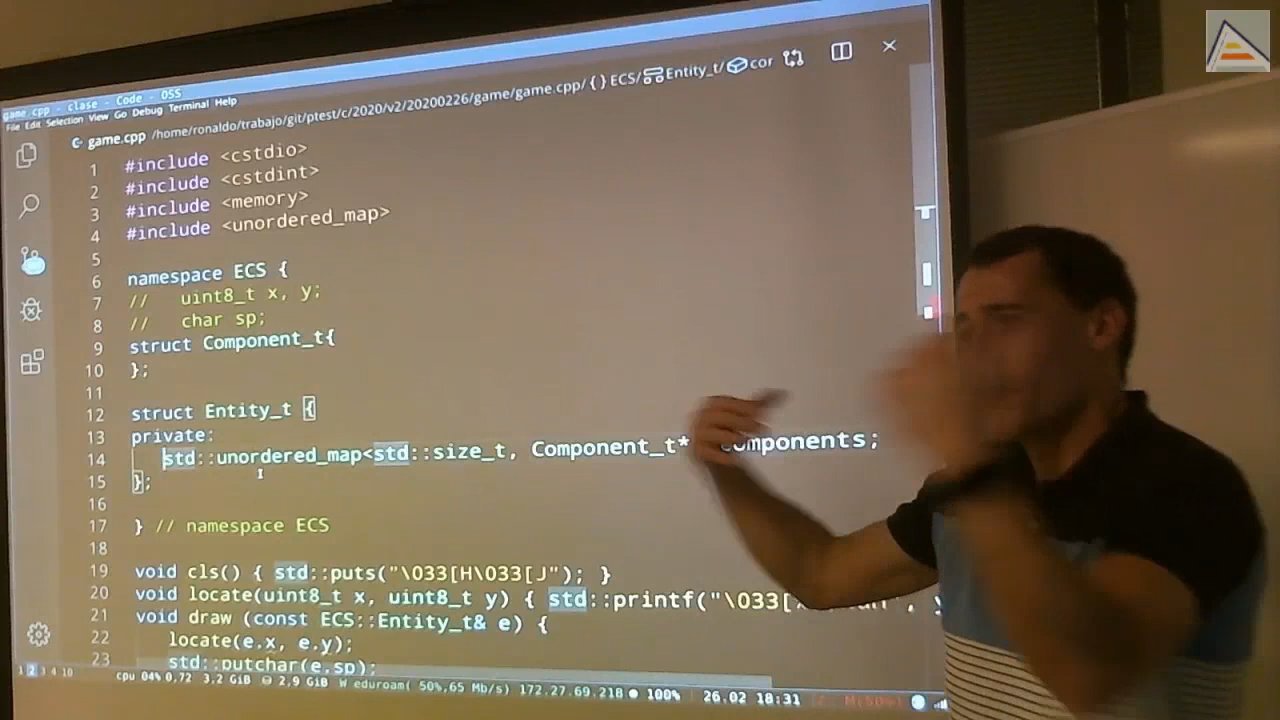 game.cpp - clase - Code - OSS
File Edit Selection View Go Debug Terminal Help
game.cpp /home/ronaldo/trabajo/git/ptest/c/2020/v2/20200226/game/game.cpp/ {} ECS/ Entity_t/ cor
1 #include <cstdio>
2 #include <cstdint>
3 #include <memory>
4 #include <unordered_map>
5
6 namespace ECS {
7 // uint8_t x, y;
8 // char sp;
9 struct Component_t{
10 };
11
12 struct Entity_t {
13 private:
14 std::unordered_map<std::size_t, Component_t* omponents;
15 };
16
17 } // namespace ECS
18
19 void cls() { std::puts("\033[H\033[J"); }
20 void locate(uint8_t x, uint8_t y) { std::printf("\033[
21 void draw (const ECS::Entity_t& e) {
22 locate(e.x, e.y);
23 std::putchar(e.sp);
1 2 3 4 10 cpu 04% 0,72 3,2 GiB 2,9 GiB W eduroam( 50%,65 Mb/s) 172.27.69.218 100% 26.02 18:31